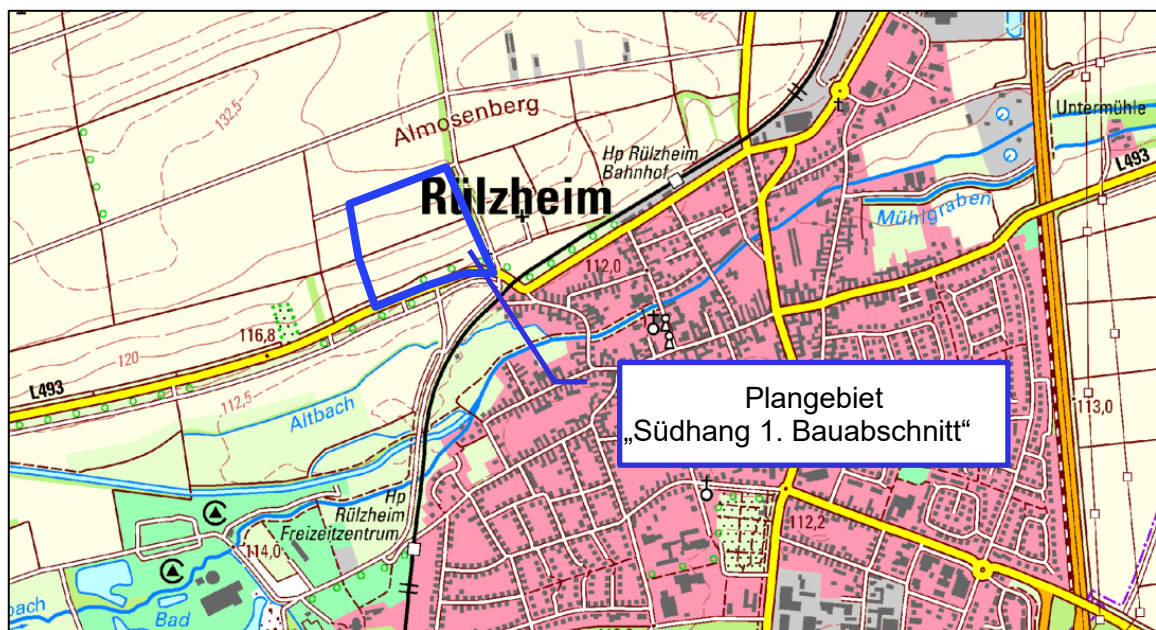 120
132,5
Almosenberg
Untermühle
Hp Rülzheim
Bahnhof
L493
Rülzheim
Mühlgraben
112,0
116,8
120
L493
112,5
Altbach
Plangebiet
„Südhang 1. Bauabschnitt“
113,0
Hp
Rülzheim
Freizeitzentrum
112,2
114,0
bach
Bad